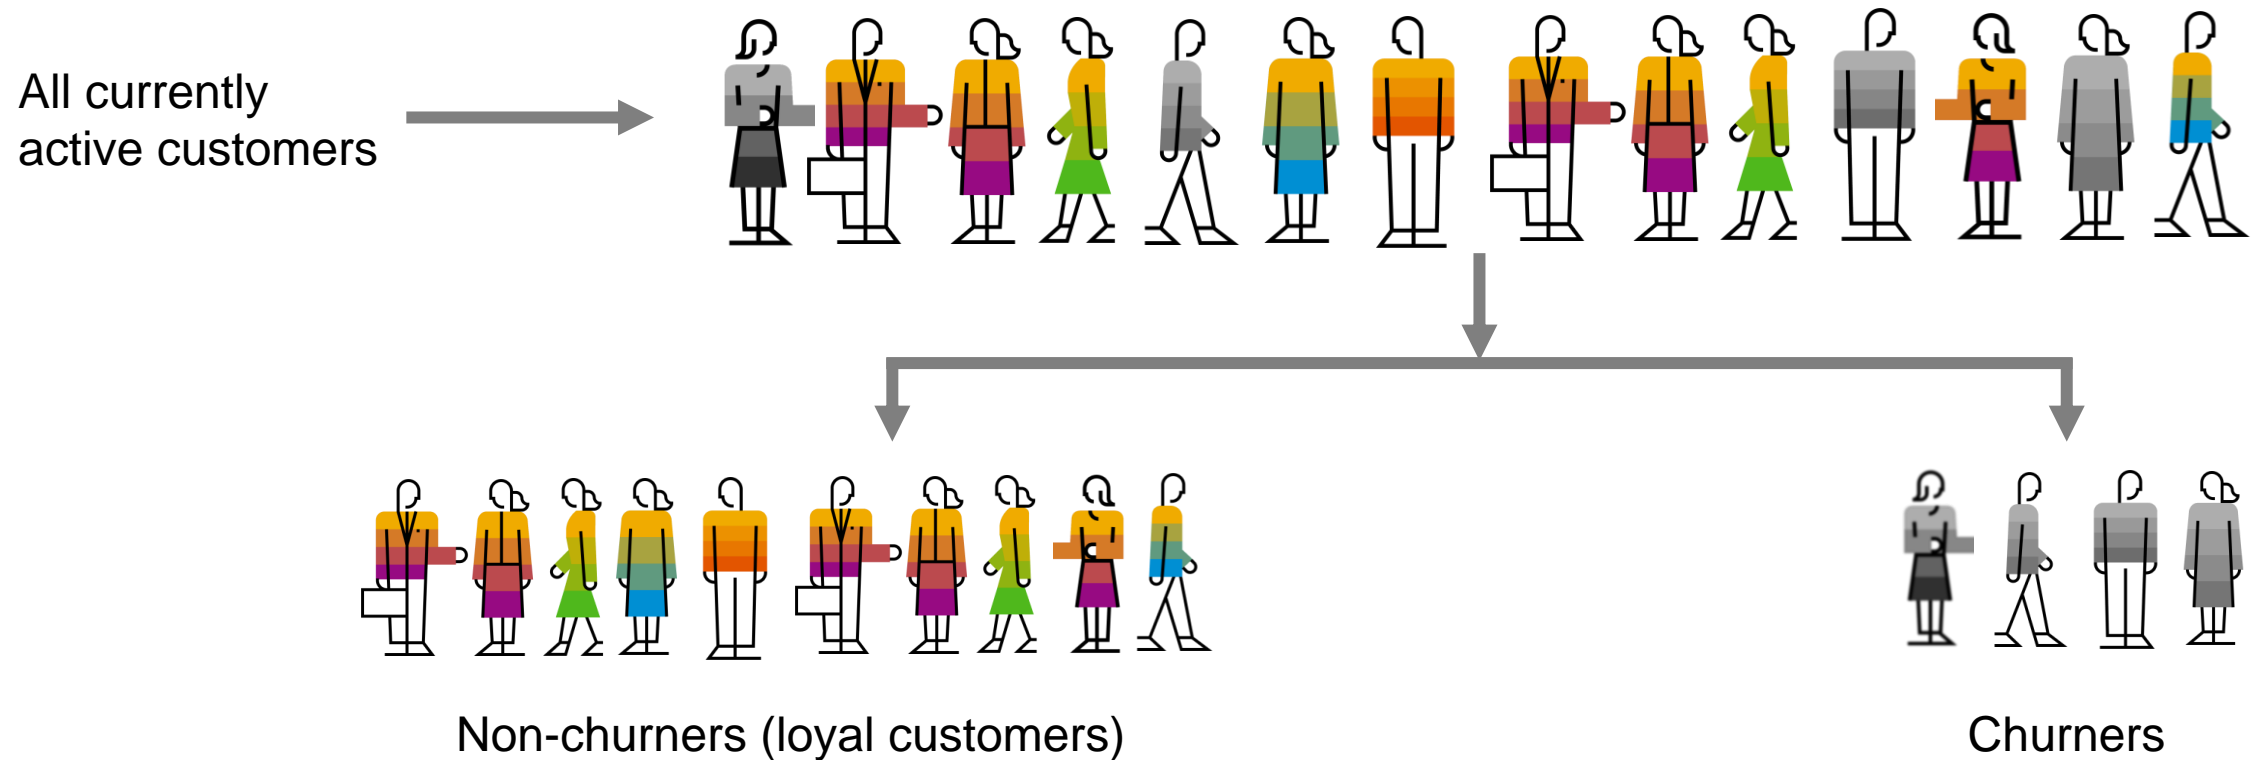 All currently
active customers
Non-churners (loyal customers)
Churners